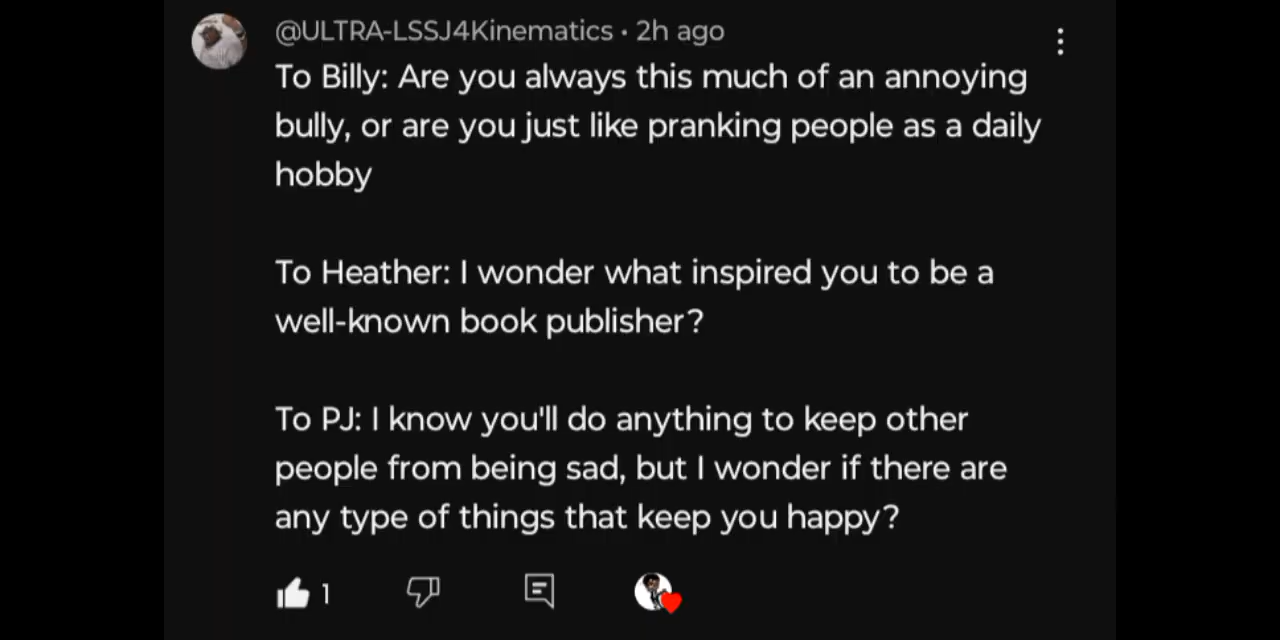 @ULTRA-LSSJ4Kinematics • 2h ago
To Billy: Are you always this much of an annoying
bully, or are you just like pranking people as a daily
hobby
To Heather: I wonder what inspired you to be a
well-known book publisher?
To PJ: I know you'll do anything to keep other
people from being sad, but I wonder if there are
any type of things that keep you happy?
1